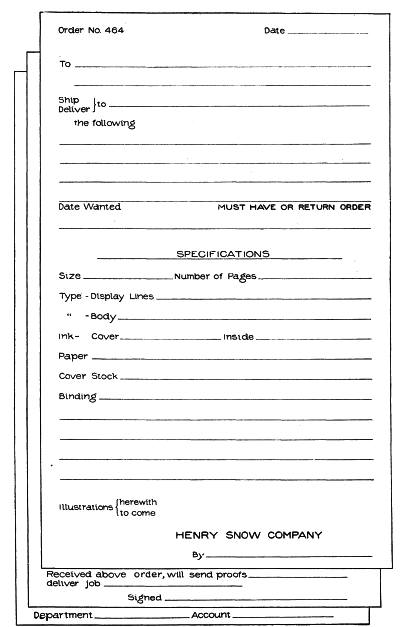 Order No. 464 Date
To
Ship
Deliver } to
the following
Date Wanted MUST HAVE OR RETURN ORDER
SPECIFICATIONS
Size Number of Pages
Type - Display Lines
" - Body
Ink- Cover Inside
Paper
Cover Stock
Binding
Illustrations { herewith
to come
HENRY SNOW COMPANY
By
Received above order, will send proofs
deliver job
Signed
Department Account